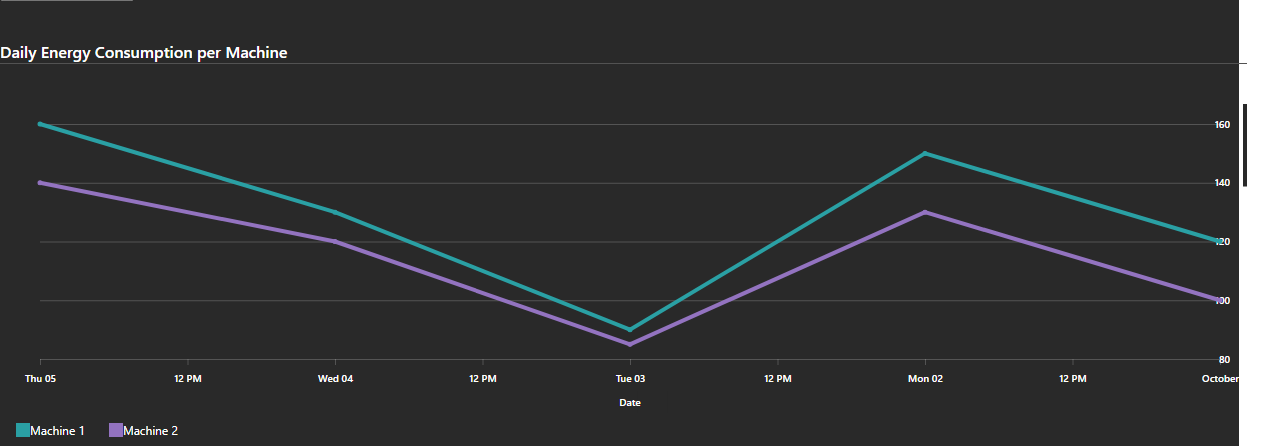 Daily Energy Consumption per Machine
160
140
120
100
80
Thu 05 12 PM Wed 04 12 PM Tue 03 12 PM Mon 02 12 PM October
Date
Machine 1 Machine 2